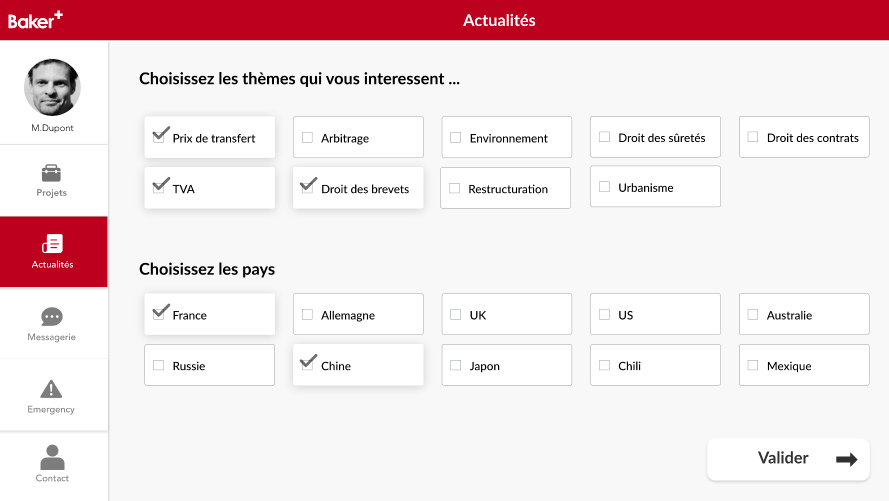 Baker+
Actualités
M.Dupont
Projets
Actualités
Messagerie
Emergency
Contact
Choisissez les thèmes qui vous interessent ...
Prix de transfert
Arbitrage
Environnement
Droit des sûretés
Droit des contrats
TVA
Droit des brevets
Restructuration
Urbanisme
Choisissez les pays
France
Allemagne
UK
US
Australie
Russie
Chine
Japon
Chili
Mexique
Valider